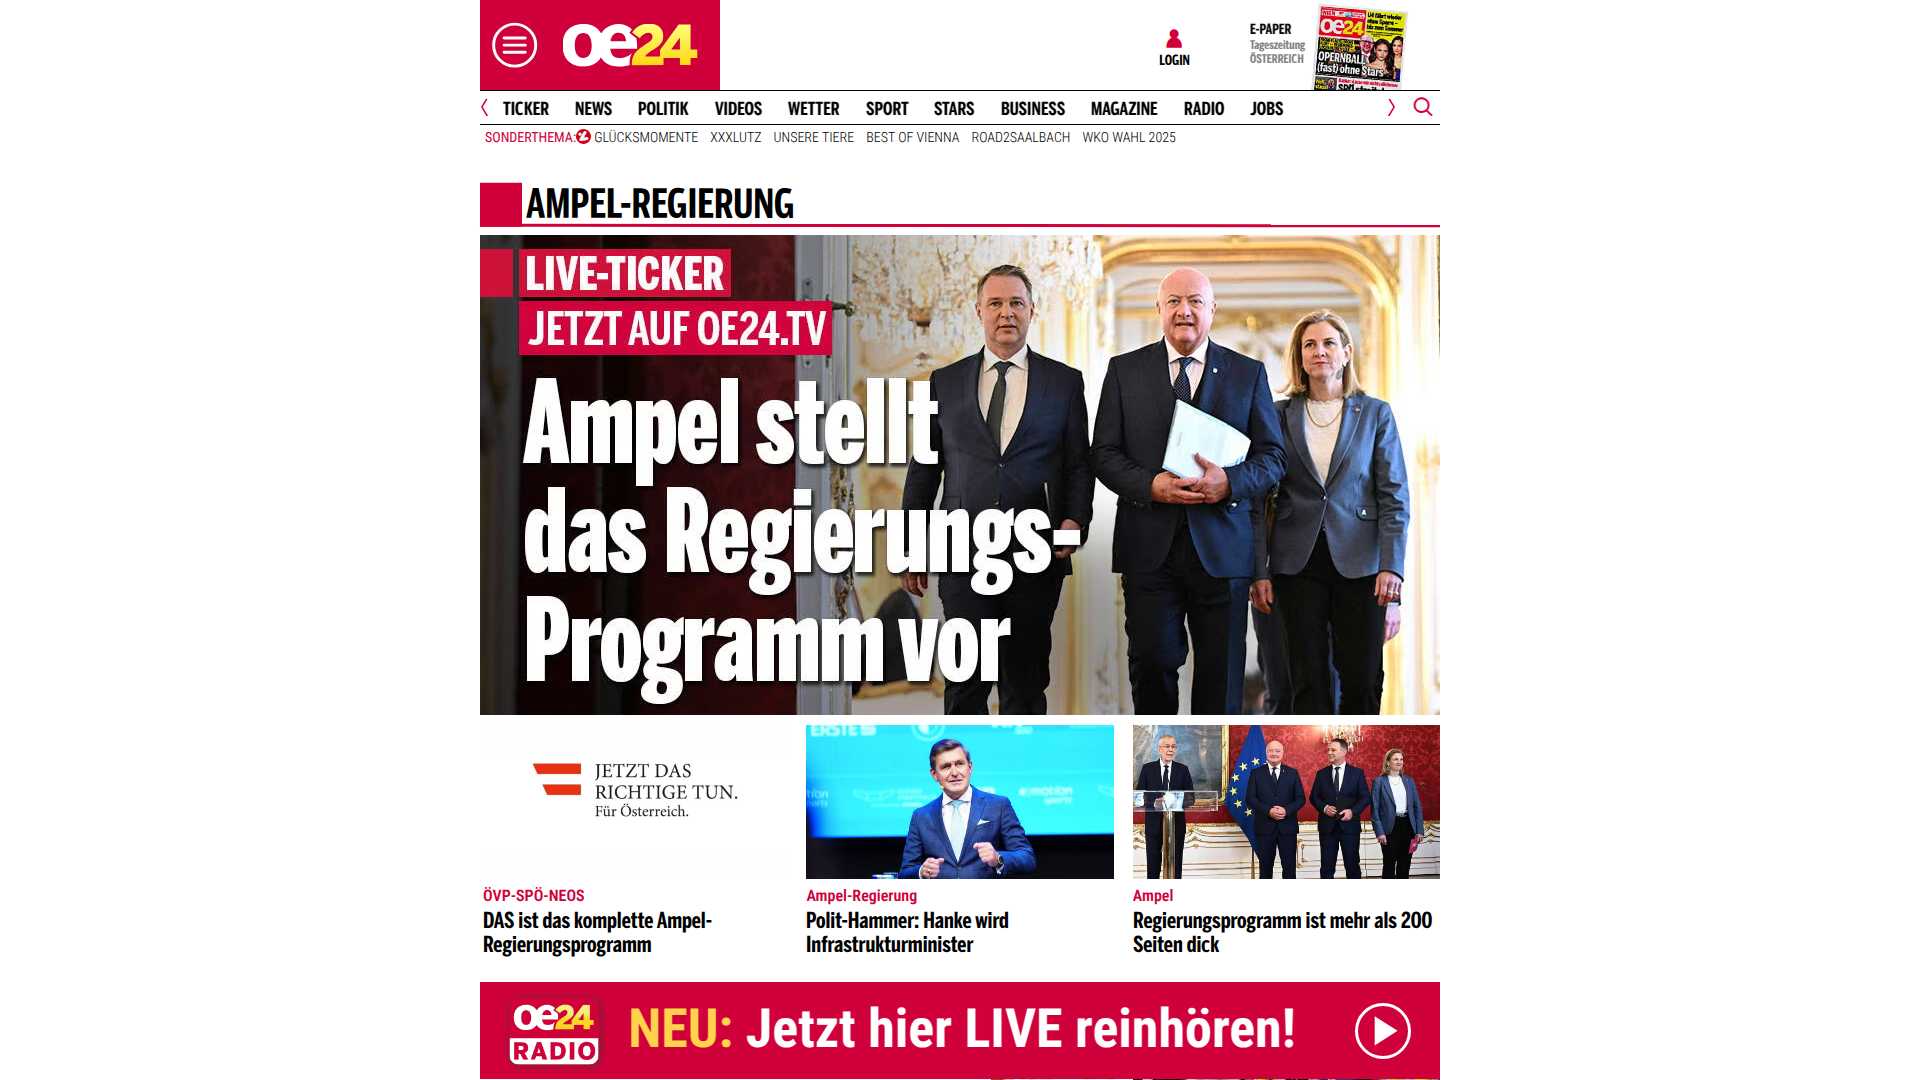 oe24
LOGIN
E-PAPER
Tageszeitung
ÖSTERREICH
oe24
OPERNBALL
(fast) ohne Stars
TICKER NEWS POLITIK VIDEOS WETTER SPORT STARS BUSINESS MAGAZINE RADIO JOBS
SONDERTHEMA: GLÜCKSMOMENTE XXXLUTZ UNSERE TIERE BEST OF VIENNA ROAD2SAALBACH WKO WAHL 2025
AMPEL-REGIERUNG
LIVE-TICKER
JETZT AUF OE24.TV
Ampel stellt
das Regierungs-
Programm vor
JETZT DAS
RICHTIGE TUN.
Für Österreich.
ERSTE
ÖVP-SPÖ-NEOS
DAS ist das komplette Ampel-
Regierungsprogramm
Ampel-Regierung
Polit-Hammer: Hanke wird
Infrastrukturminister
Ampel
Regierungsprogramm ist mehr als 200
Seiten dick
oe24
RADIO
NEU: Jetzt hier LIVE reinhören!